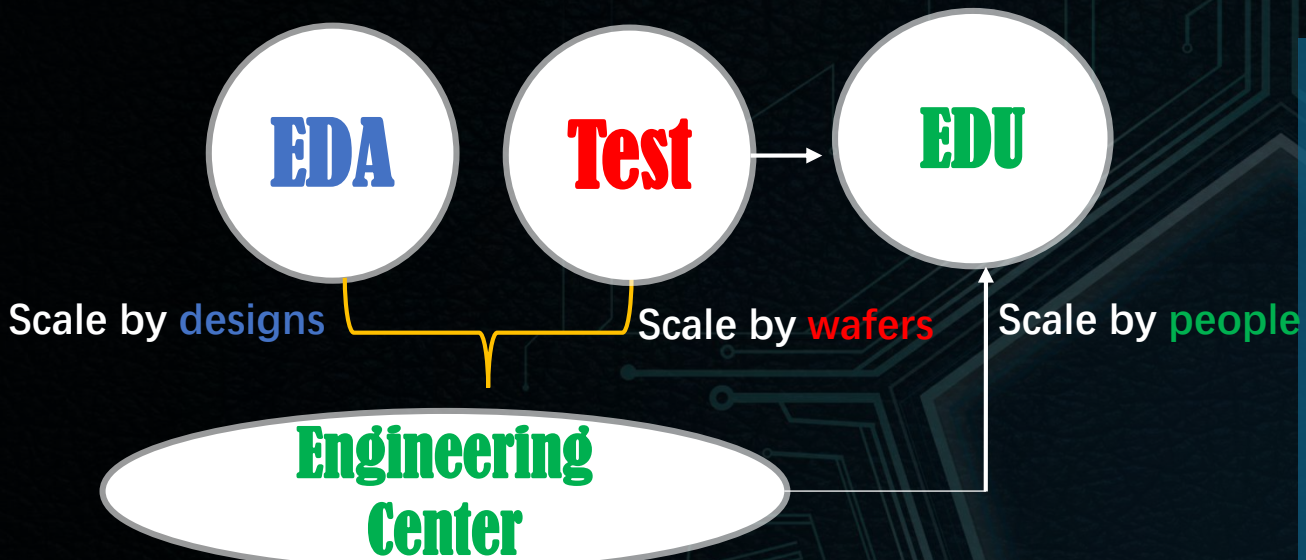 EDA
Test
EDU
Scale by designs
Scale by wafers
Scale by people
Engineering
Center